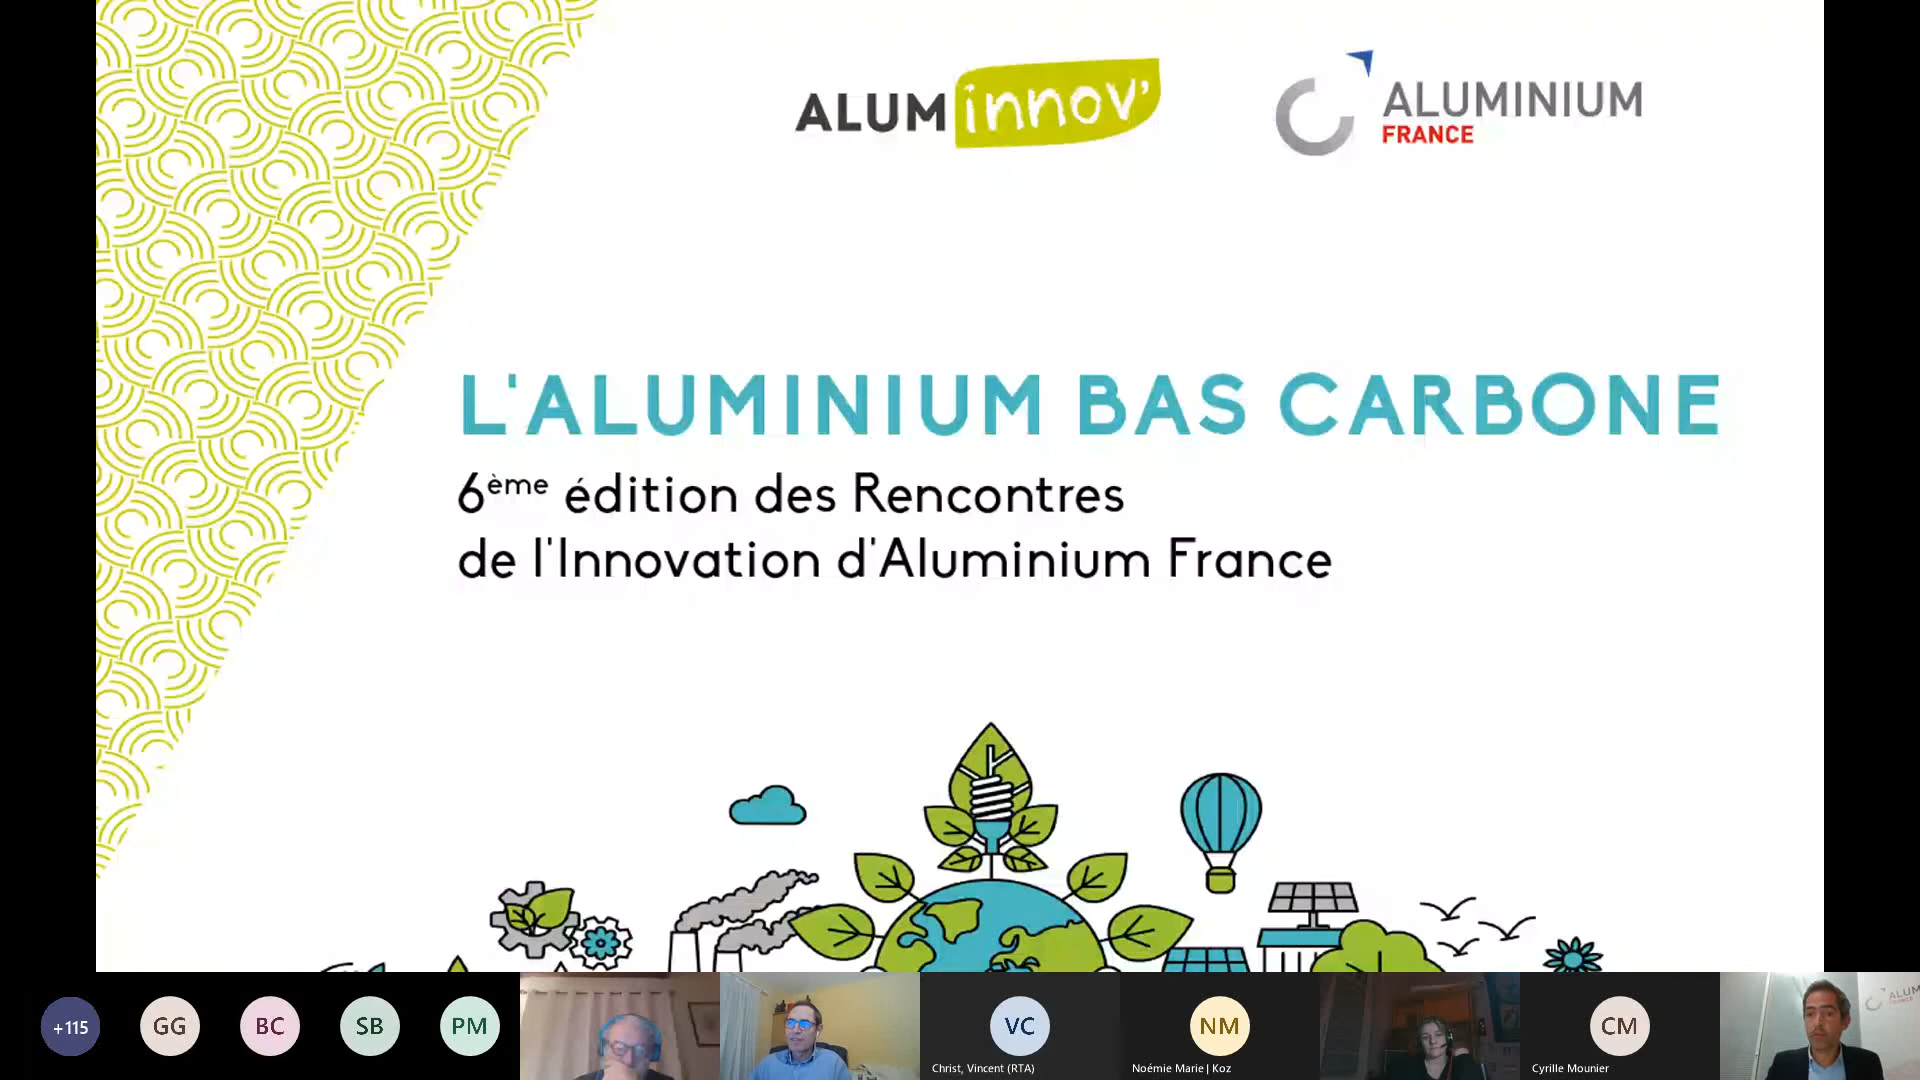 ALUMinnov'
ALUMINIUM
FRANCE
L'ALUMINIUM BAS CARBONE
6ème édition des Rencontres
de l'Innovation d'Aluminium France
+115
GG
BC
SB
PM
VC
Christ, Vincent (RTA)
NM
Noémie Marie | Koz
CM
Cyrille Mounier
ALUM